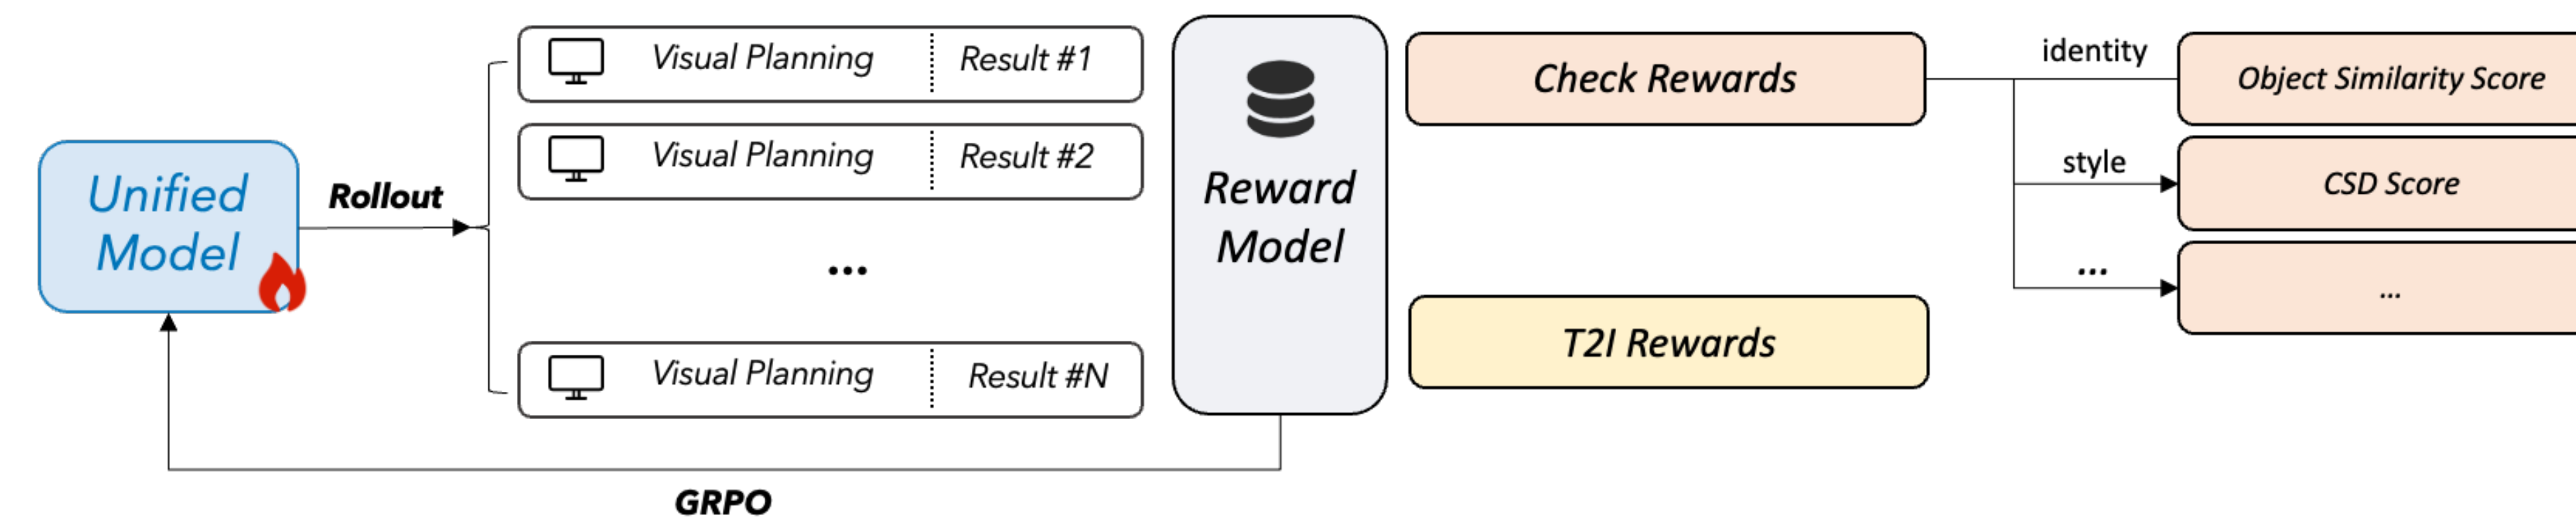 Unified
Model
Rollout
Visual Planning Result #1
Visual Planning Result #2
...
Visual Planning Result #N
GRPO
Reward
Model
Check Rewards
T2I Rewards
identity
Object Similarity Score
style
CSD Score
...
...